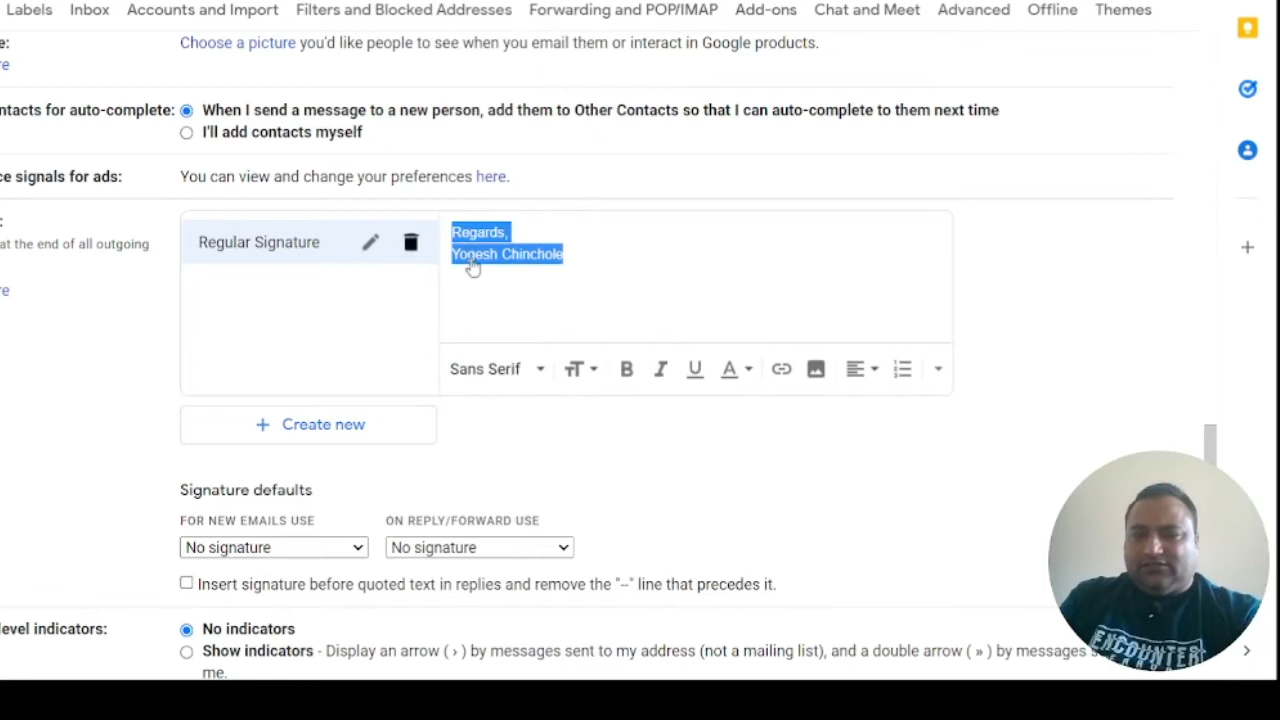 Labels Inbox Accounts and Import Filters and Blocked Addresses Forwarding and POP/IMAP Add-ons Chat and Meet Advanced Offline Themes
e: Choose a picture you'd like people to see when you email them or interact in Google products.
re
ntacts for auto-complete: When I send a message to a new person, add them to Other Contacts so that I can auto-complete to them next time
I'll add contacts myself
ce signals for ads: You can view and change your preferences here.
:
at the end of all outgoing
re
Regular Signature
Regards,
Yogesh Chinchole
Sans Serif
Create new
Signature defaults
FOR NEW EMAILS USE ON REPLY/FORWARD USE
No signature No signature
Insert signature before quoted text in replies and remove the "--" line that precedes it.
level indicators: No indicators
Show indicators - Display an arrow ( › ) by messages sent to my address (not a mailing list), and a double arrow ( » ) by messages
me.
ENCOUNTER